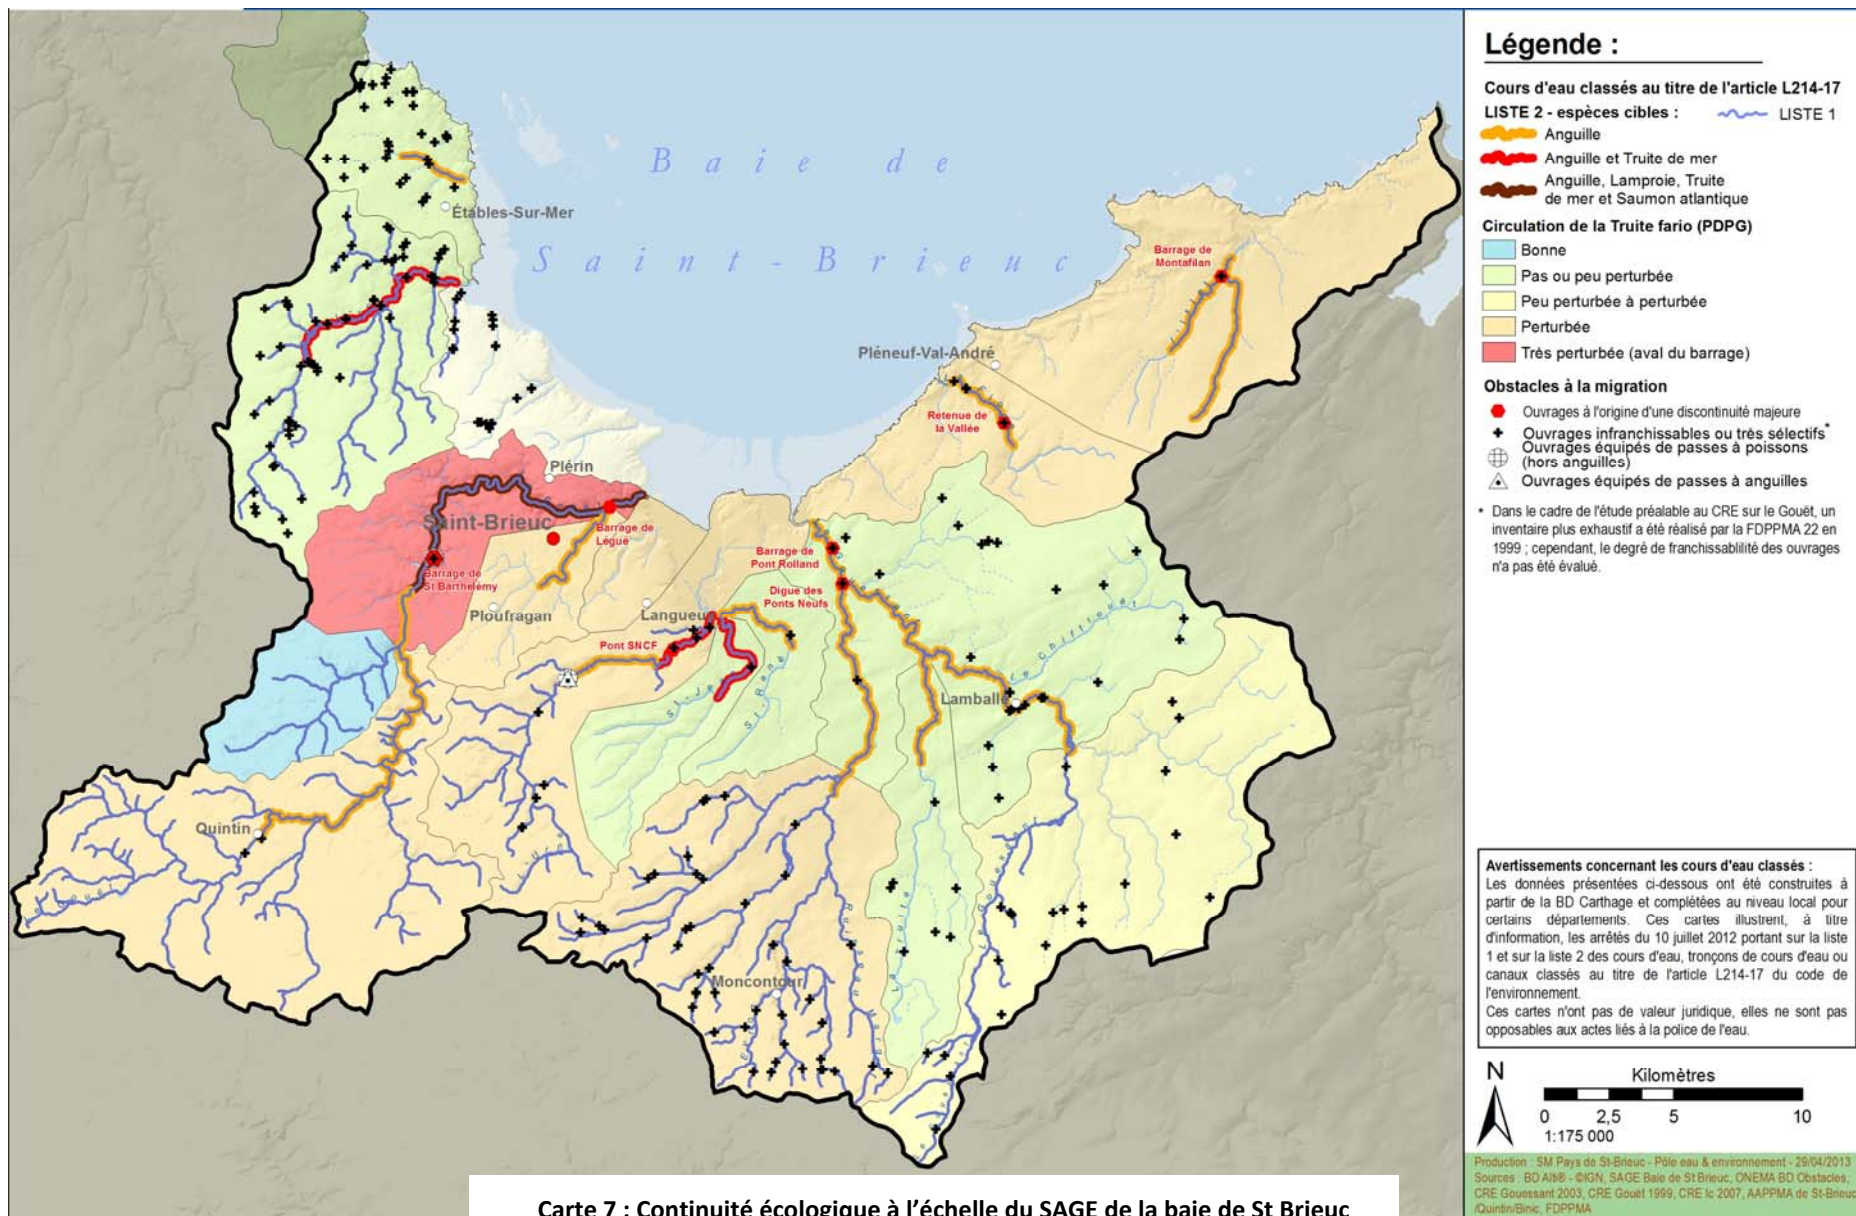 Baie de
Saint-Brieuc
Étables-Sur-Mer
Barrage de
Montafilan
Pléneuf-Val-André
Retenue de
la Vallée
Plérin
Saint-Brieuc
Barrage de
Légué
Barrage de
St Barthélémy
Barrage de
Pont Rolland
Digue des
Ponts Neufs
Ploufragan
Langueux
Pont SNCF
Lamballe
Quintin
Moncontour
Légende :
Cours d'eau classés au titre de l'article L214-17
LISTE 2 - espèces cibles : LISTE 1
Anguille
Anguille et Truite de mer
Anguille, Lamproie, Truite
de mer et Saumon atlantique
Circulation de la Truite fario (PDPG)
Bonne
Pas ou peu perturbée
Peu perturbée à perturbée
Perturbée
Très perturbée (aval du barrage)
Obstacles à la migration
Ouvrages à l'origine d'une discontinuité majeure
Ouvrages infranchissables ou très sélectifs*
Ouvrages équipés de passes à poissons
(hors anguilles)
Ouvrages équipés de passes à anguilles
* Dans le cadre de l'étude préalable au CRE sur le Gouët, un
inventaire plus exhaustif a été réalisé par la FDPPMA 22 en
1999 ; cependant, le degré de franchissablilité des ouvrages
n'a pas été évalué.
Avertissements concernant les cours d'eau classés :
Les données présentées ci-dessous ont été construites à
partir de la BD Carthage et complétées au niveau local pour
certains départements. Ces cartes illustrent, à titre
d'information, les arrêtés du 10 juillet 2012 portant sur la liste
1 et sur la liste 2 des cours d'eau, tronçons de cours d'eau ou
canaux classés au titre de l'article L214-17 du code de
l'environnement.
Ces cartes n'ont pas de valeur juridique, elles ne sont pas
opposables aux actes liés à la police de l'eau.
N
Kilomètres
0 2,5 5 10
1:175 000
Production : SM Pays de St-Brieuc - Pôle eau & environnement - 29/04/2013
Sources : BD Alti® - ©IGN, SAGE Baie de St Brieuc, ONEMA BD Obstacles,
CRE Gouessant 2003, CRE Gouët 1999, CRE Ic 2007, AAPPMA de St-Brieuc
/Quintin/Binic, FDPPMA
Carte 7 : Continuité écologique à l'échelle du SAGE de la baie de St Brieuc